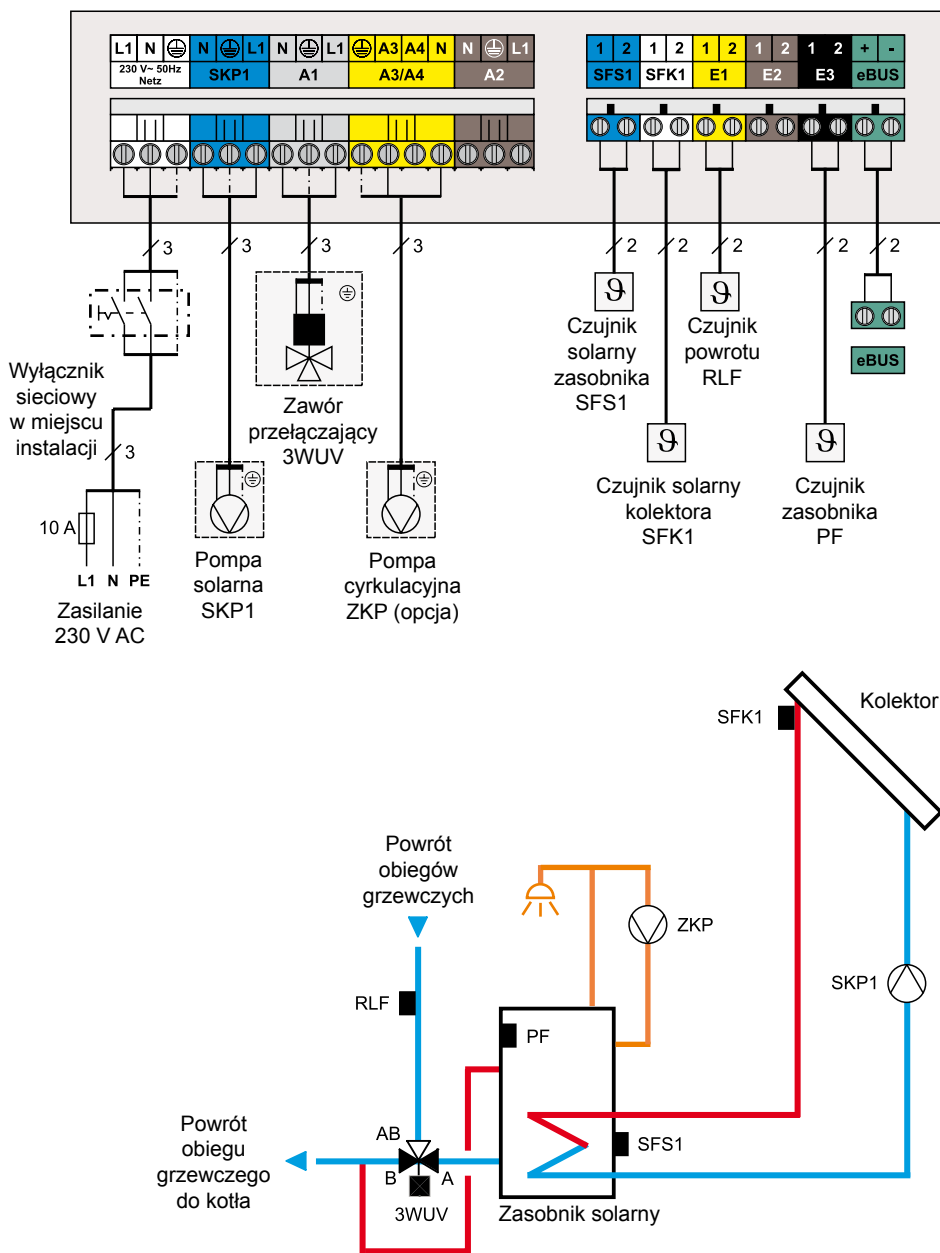 L1 N N L1 N L1 A3 A4 N N L1
230 V~ 50Hz
Netz
SKP1 A1 A3/A4 A2
1 2 1 2 1 2 1 2 1 2 + -
SFS1 SFK1 E1 E2 E3 eBUS
3 3 3 3 2 2 2 2 2
ϑ ϑ
Czujnik
solarny
zasobnika
SFS1
Czujnik
powrotu
RLF
eBUS
Wyłącznik
sieciowy
w miejscu
instalacji
3
Zawór
przełączający
3WUV
ϑ ϑ
Czujnik solarny
kolektora
SFK1
Czujnik
zasobnika
PF
10 A
L1 N PE
Zasilanie
230 V AC
Pompa
solarna
SKP1
Pompa
cyrkulacyjna
ZKP (opcja)
Kolektor
SFK1
Powrót
obiegów
grzewczych
ZKP
SKP1
RLF
PF
Powrót
obiegu
grzewczego
do kotła
AB
B A
3WUV
SFS1
Zasobnik solarny